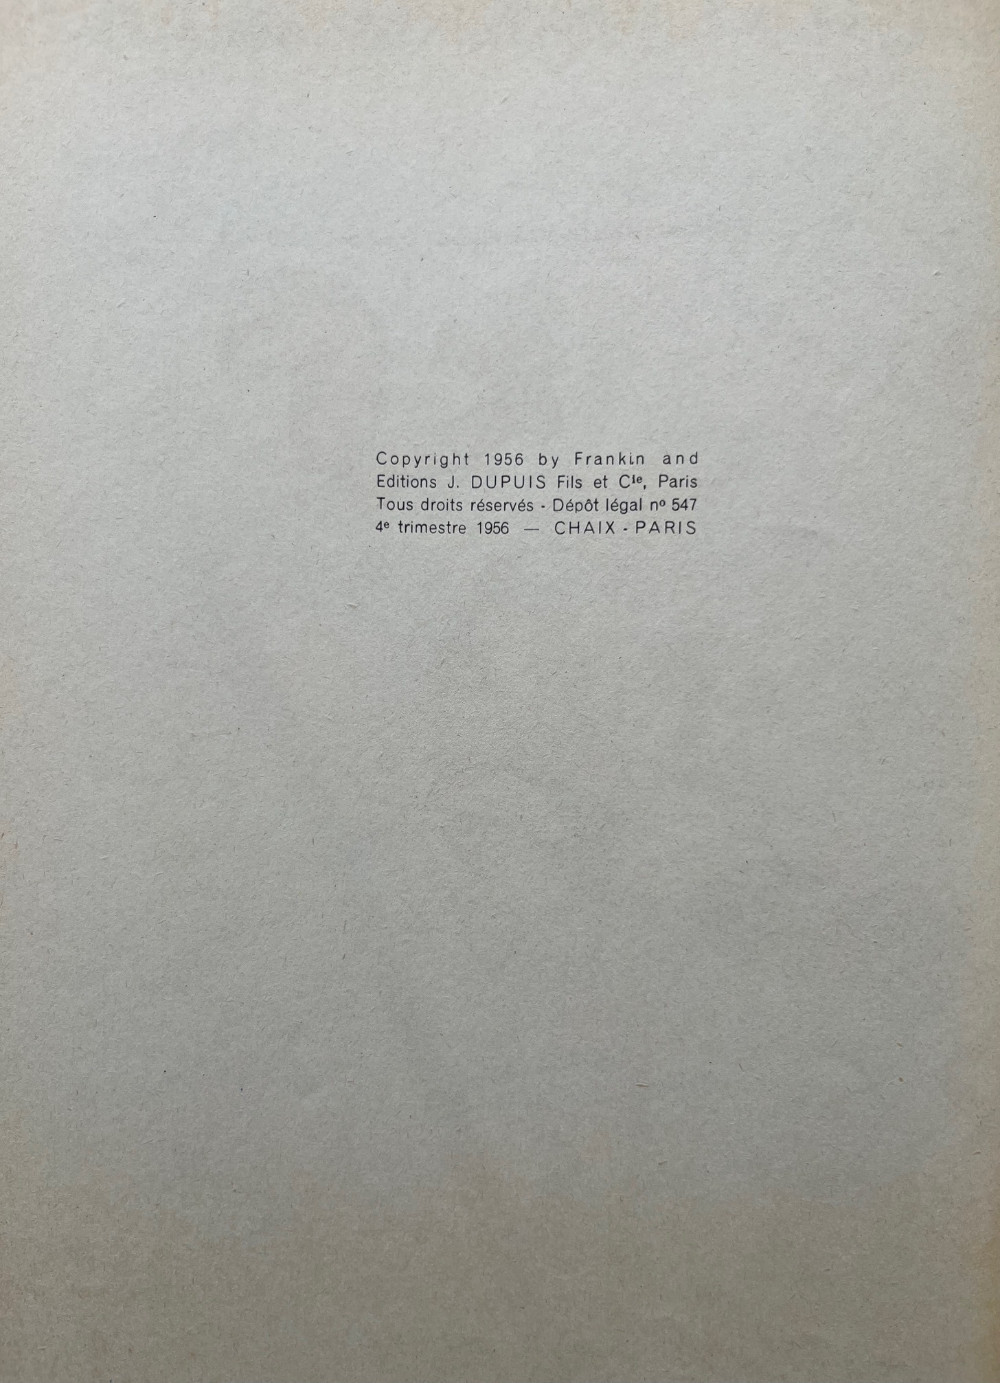 Copyright 1956 by Frankin and
Editions J. DUPUIS Fils et Cie, Paris
Tous droits réservés - Dépôt légal nº 547
4e trimestre 1956 — CHAIX - PARIS